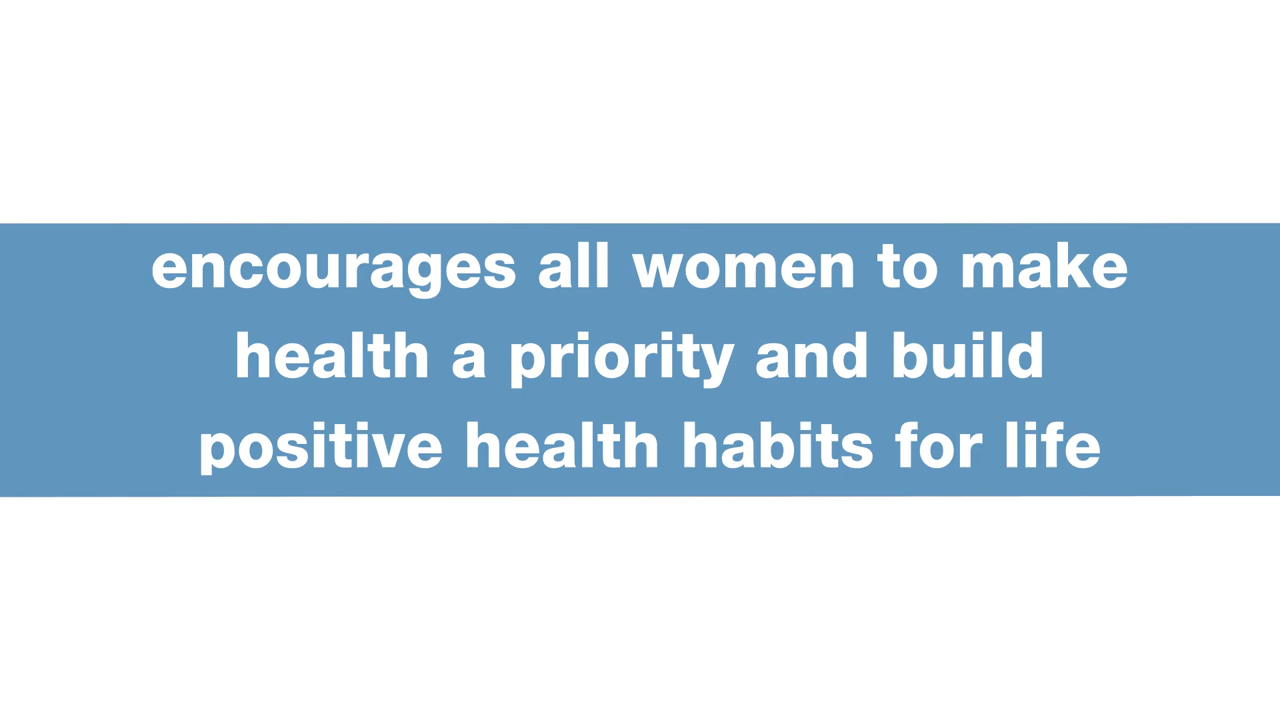 encourages all women to make
health a priority and build
positive health habits for life